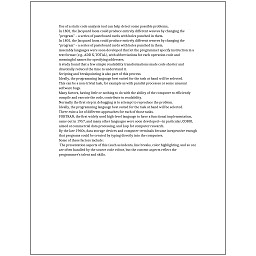 Use of a static code analysis tool can help detect some possible problems.
In 1801, the Jacquard loom could produce entirely different weaves by changing the
"program" – a series of pasteboard cards with holes punched in them.
In 1801, the Jacquard loom could produce entirely different weaves by changing the
"program" – a series of pasteboard cards with holes punched in them.
Assembly languages were soon developed that let the programmer specify instruction in a
text format (e.g., ADD X, TOTAL), with abbreviations for each operation code and
meaningful names for specifying addresses.
A study found that a few simple readability transformations made code shorter and
drastically reduced the time to understand it.
Scripting and breakpointing is also part of this process.
Ideally, the programming language best suited for the task at hand will be selected.
This can be a non-trivial task, for example as with parallel processes or some unusual
software bugs.
Many factors, having little or nothing to do with the ability of the computer to efficiently
compile and execute the code, contribute to readability.
Normally the first step in debugging is to attempt to reproduce the problem.
Ideally, the programming language best suited for the task at hand will be selected.
There exist a lot of different approaches for each of those tasks.
FORTRAN, the first widely used high-level language to have a functional implementation,
came out in 1957, and many other languages were soon developed—in particular, COBOL
aimed at commercial data processing, and Lisp for computer research.
By the late 1960s, data storage devices and computer terminals became inexpensive enough
that programs could be created by typing directly into the computers.
Some of these factors include:
The presentation aspects of this (such as indents, line breaks, color highlighting, and so on)
are often handled by the source code editor, but the content aspects reflect the
programmer's talent and skills.